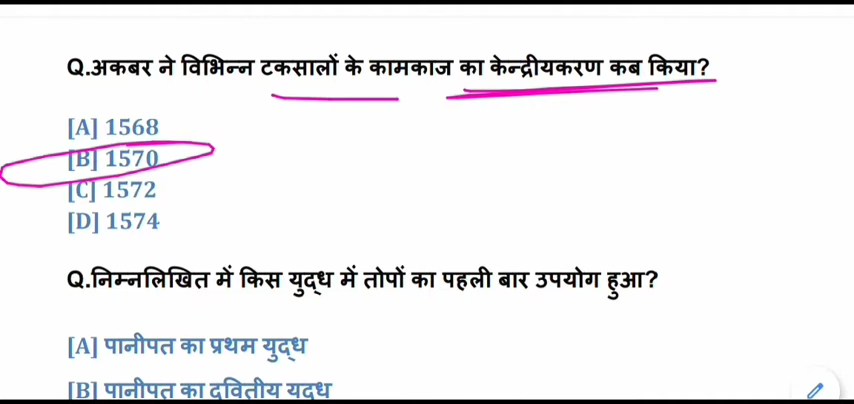 Q.अकबर ने विभिन्न टकसालों के कामकाज का केन्द्रीयकरण कब किया?
[A] 1568
[B] 1570
[C] 1572
[D] 1574
Q.निम्नलिखित में किस युद्ध में तोपों का पहली बार उपयोग हुआ?
[A] पानीपत का प्रथम युद्ध
[B] पानीपत का द्वितीय युद्ध